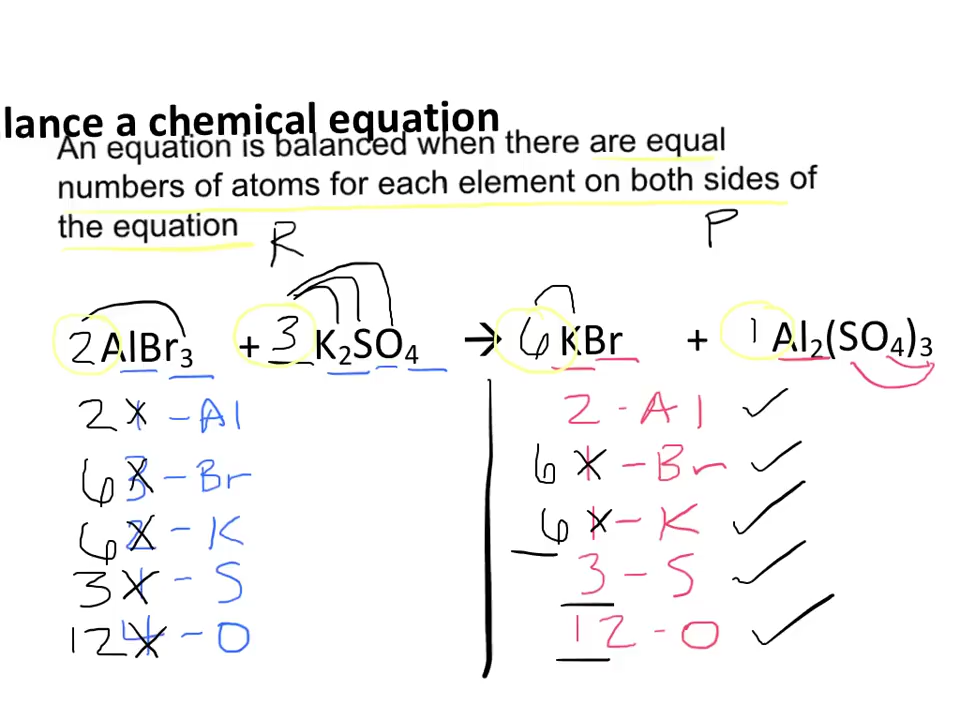 lance a chemical equation
An equation is balanced when there are equal
numbers of atoms for each element on both sides of
the equation
R P
2 AlBr₃ + 3 K₂SO₄ → 6 KBr + 1 Al₂(SO₄)₃
2 1 - Al 2 - Al ✓
6 3 - Br 6 1 - Br ✓
6 2 - K 6 1 - K ✓
3 1 - S 3 - S ✓
12 4 - O 12 - O ✓